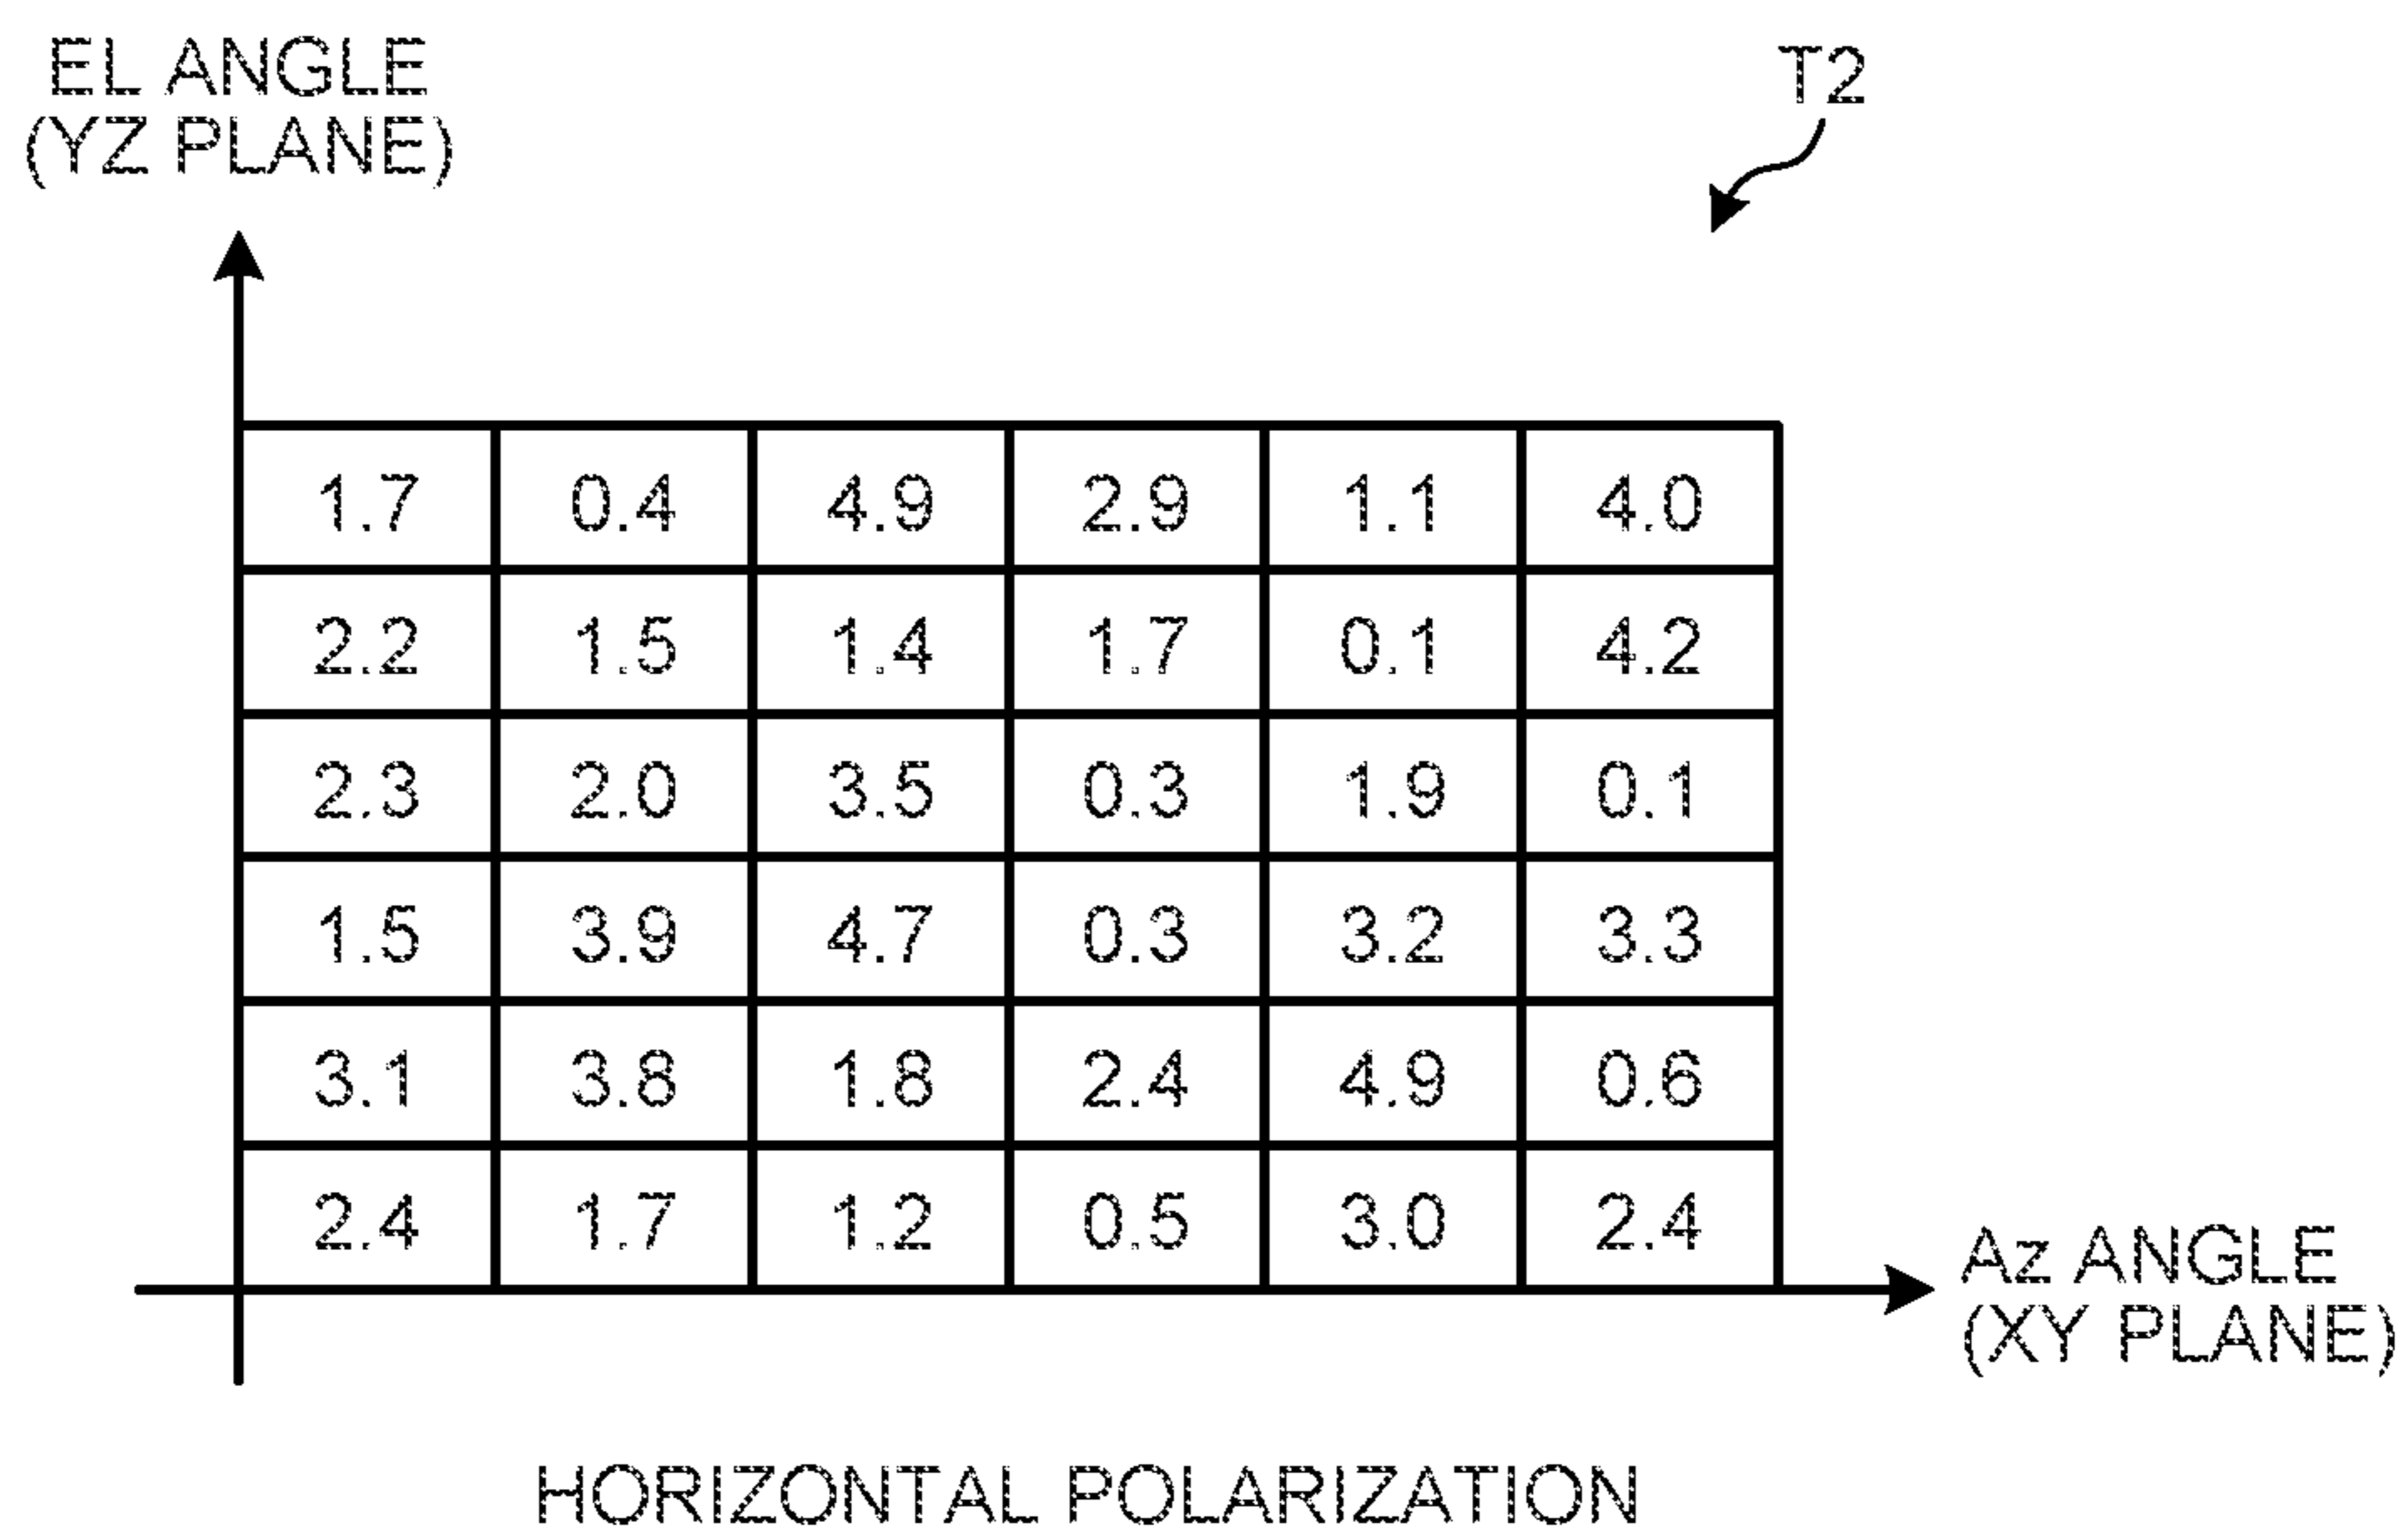 EL ANGLE
(YZ PLANE)
T2
1.7 0.4 4.9 2.9 1.1 4.0
2.2 1.5 1.4 1.7 0.1 4.2
2.3 2.0 3.5 0.3 1.9 0.1
1.5 3.9 4.7 0.3 3.2 3.3
3.1 3.8 1.8 2.4 4.9 0.6
2.4 1.7 1.2 0.5 3.0 2.4
Az ANGLE
(XY PLANE)
HORIZONTAL POLARIZATION